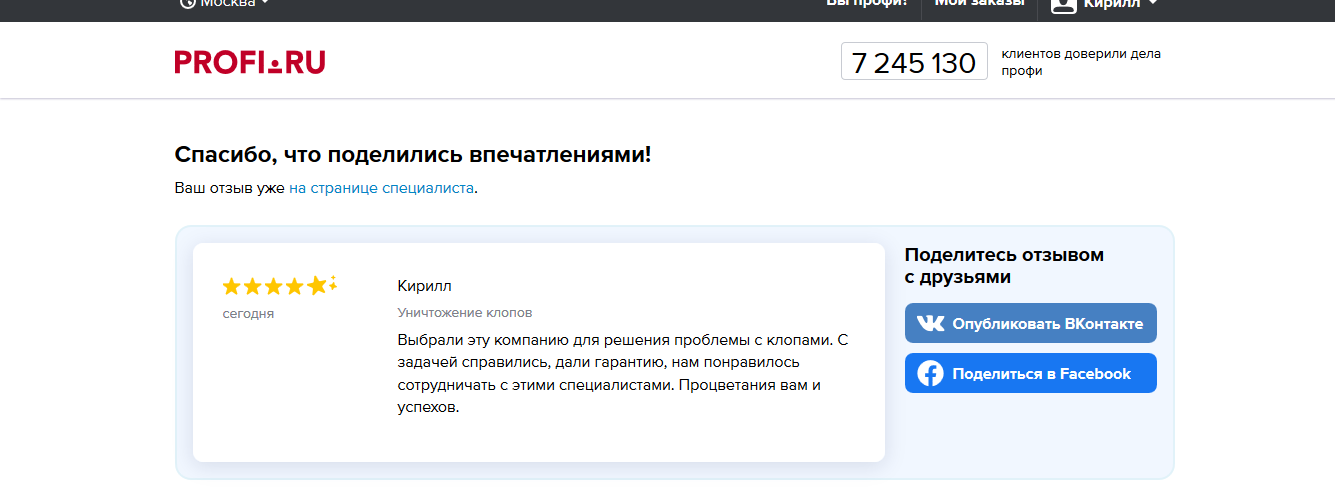 Москва
Вы профи?
Мои заказы
Кирилл
PROFI.RU
7 245 130
клиентов доверили дела
профи
Спасибо, что поделились впечатлениями!
Ваш отзыв уже на странице специалиста.
сегодня
Кирилл
Уничтожение клопов
Выбрали эту компанию для решения проблемы с клопами. С
задачей справились, дали гарантию, нам понравилось
сотрудничать с этими специалистами. Процветания вам и
успехов.
Поделитесь отзывом
с друзьями
Опубликовать ВКонтакте
Поделиться в Facebook